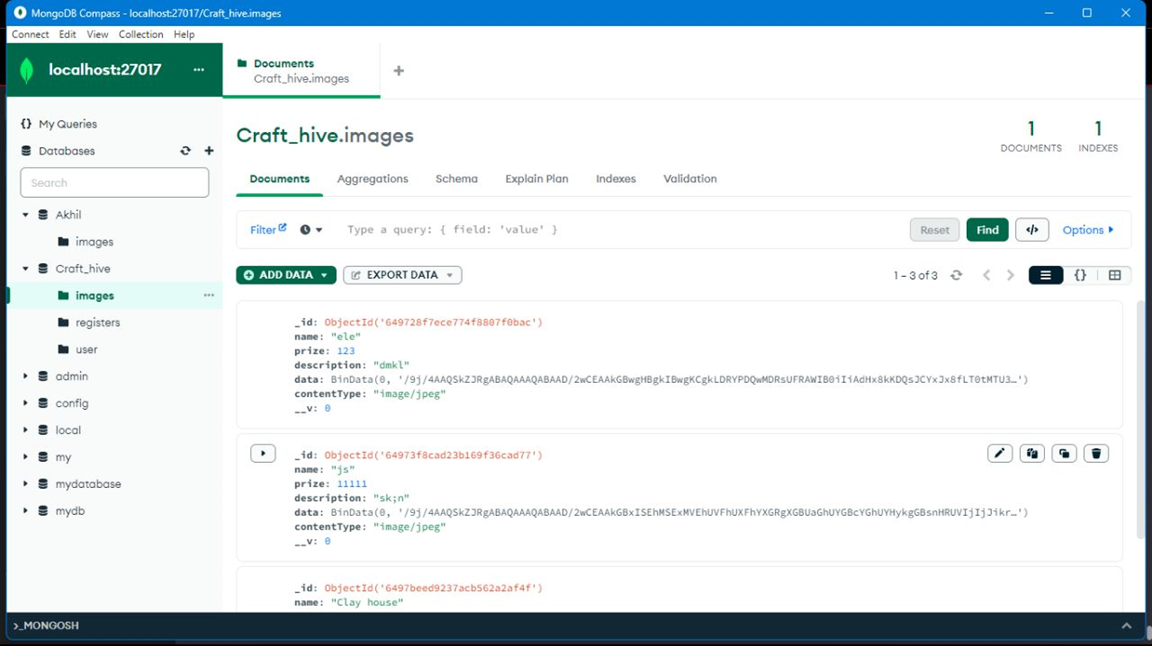 MongoDB Compass - localhost:27017/Craft_hive.images
Connect Edit View Collection Help
localhost:27017 ...
Documents
Craft_hive.images
+
{} My Queries
Databases
Search
Akhil
images
Craft_hive
images
registers
user
admin
config
local
my
mydatabase
mydb
Craft_hive.images
1 1
DOCUMENTS INDEXES
Documents Aggregations Schema Explain Plan Indexes Validation
Filter Type a query: { field: 'value' } Reset Find </> Options
ADD DATA EXPORT DATA 1 – 3 of 3 {}
_id: ObjectId('649728f7ece774f8807f0bac')
name: "ele"
prize: 123
description: "dmkl"
data: BinData(0, '/9j/4AAQSkZJRgABAQAAAQABAAD/2wCEAAkGBwgHBgkIBwgKCgkLDRYPDQwMDRsUFRAWIB0iIiAdHx8kKDQsJCYxJx8fLT0tMTU3…')
contentType: "image/jpeg"
__v: 0
_id: ObjectId('64973f8cad23b169f36cad77')
name: "js"
prize: 11111
description: "sk;n"
data: BinData(0, '/9j/4AAQSkZJRgABAQAAAQABAAD/2wCEAAkGBxISEhMSExMVEhUVFhUXFhYXGRgXGBUaGhUYGBcYGhUYHykgGBsnHRUVIjIjJikr…')
contentType: "image/jpeg"
__v: 0
_id: ObjectId('6497beed9237acb562a2af4f')
name: "Clay house"
>_MONGOSH